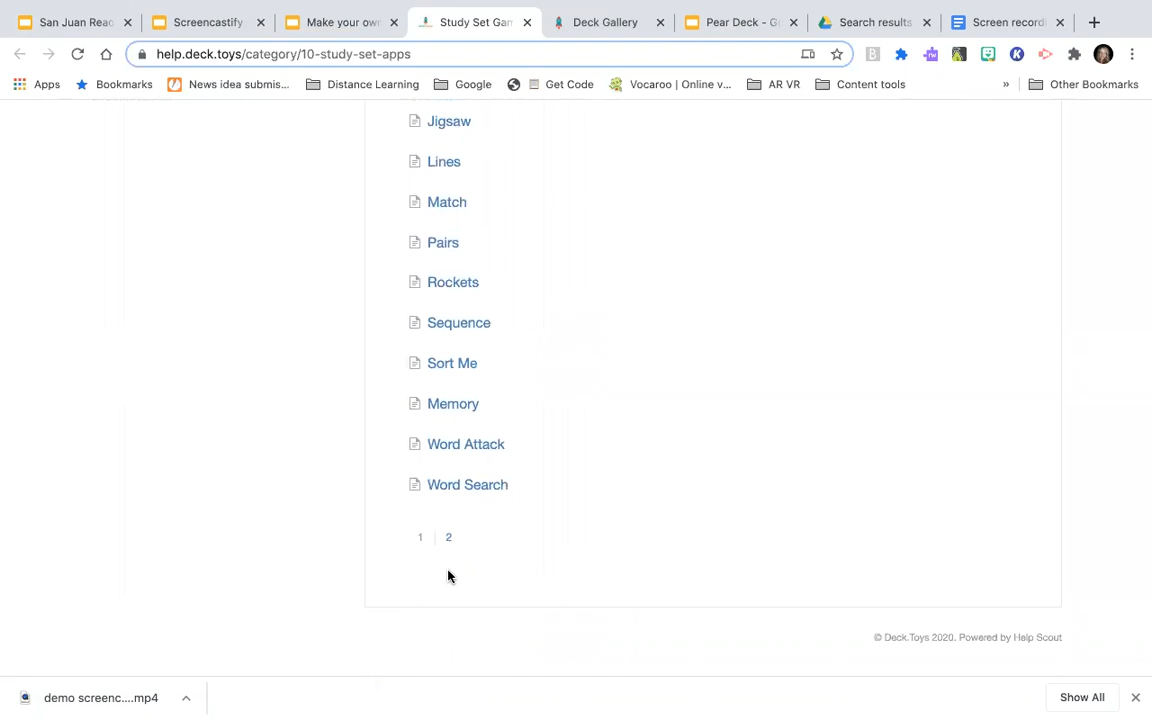 San Juan Read
Screencastify
Make your own
Study Set Gam
Deck Gallery
Pear Deck - Go
Search results
Screen recordi
help.deck.toys/category/10-study-set-apps
Apps
Bookmarks
News idea submis...
Distance Learning
Google
Get Code
Vocaroo | Online v...
AR VR
Content tools
»
Other Bookmarks
Jigsaw
Lines
Match
Pairs
Rockets
Sequence
Sort Me
Memory
Word Attack
Word Search
1 | 2
© Deck.Toys 2020. Powered by Help Scout
demo screenc....mp4
Show All